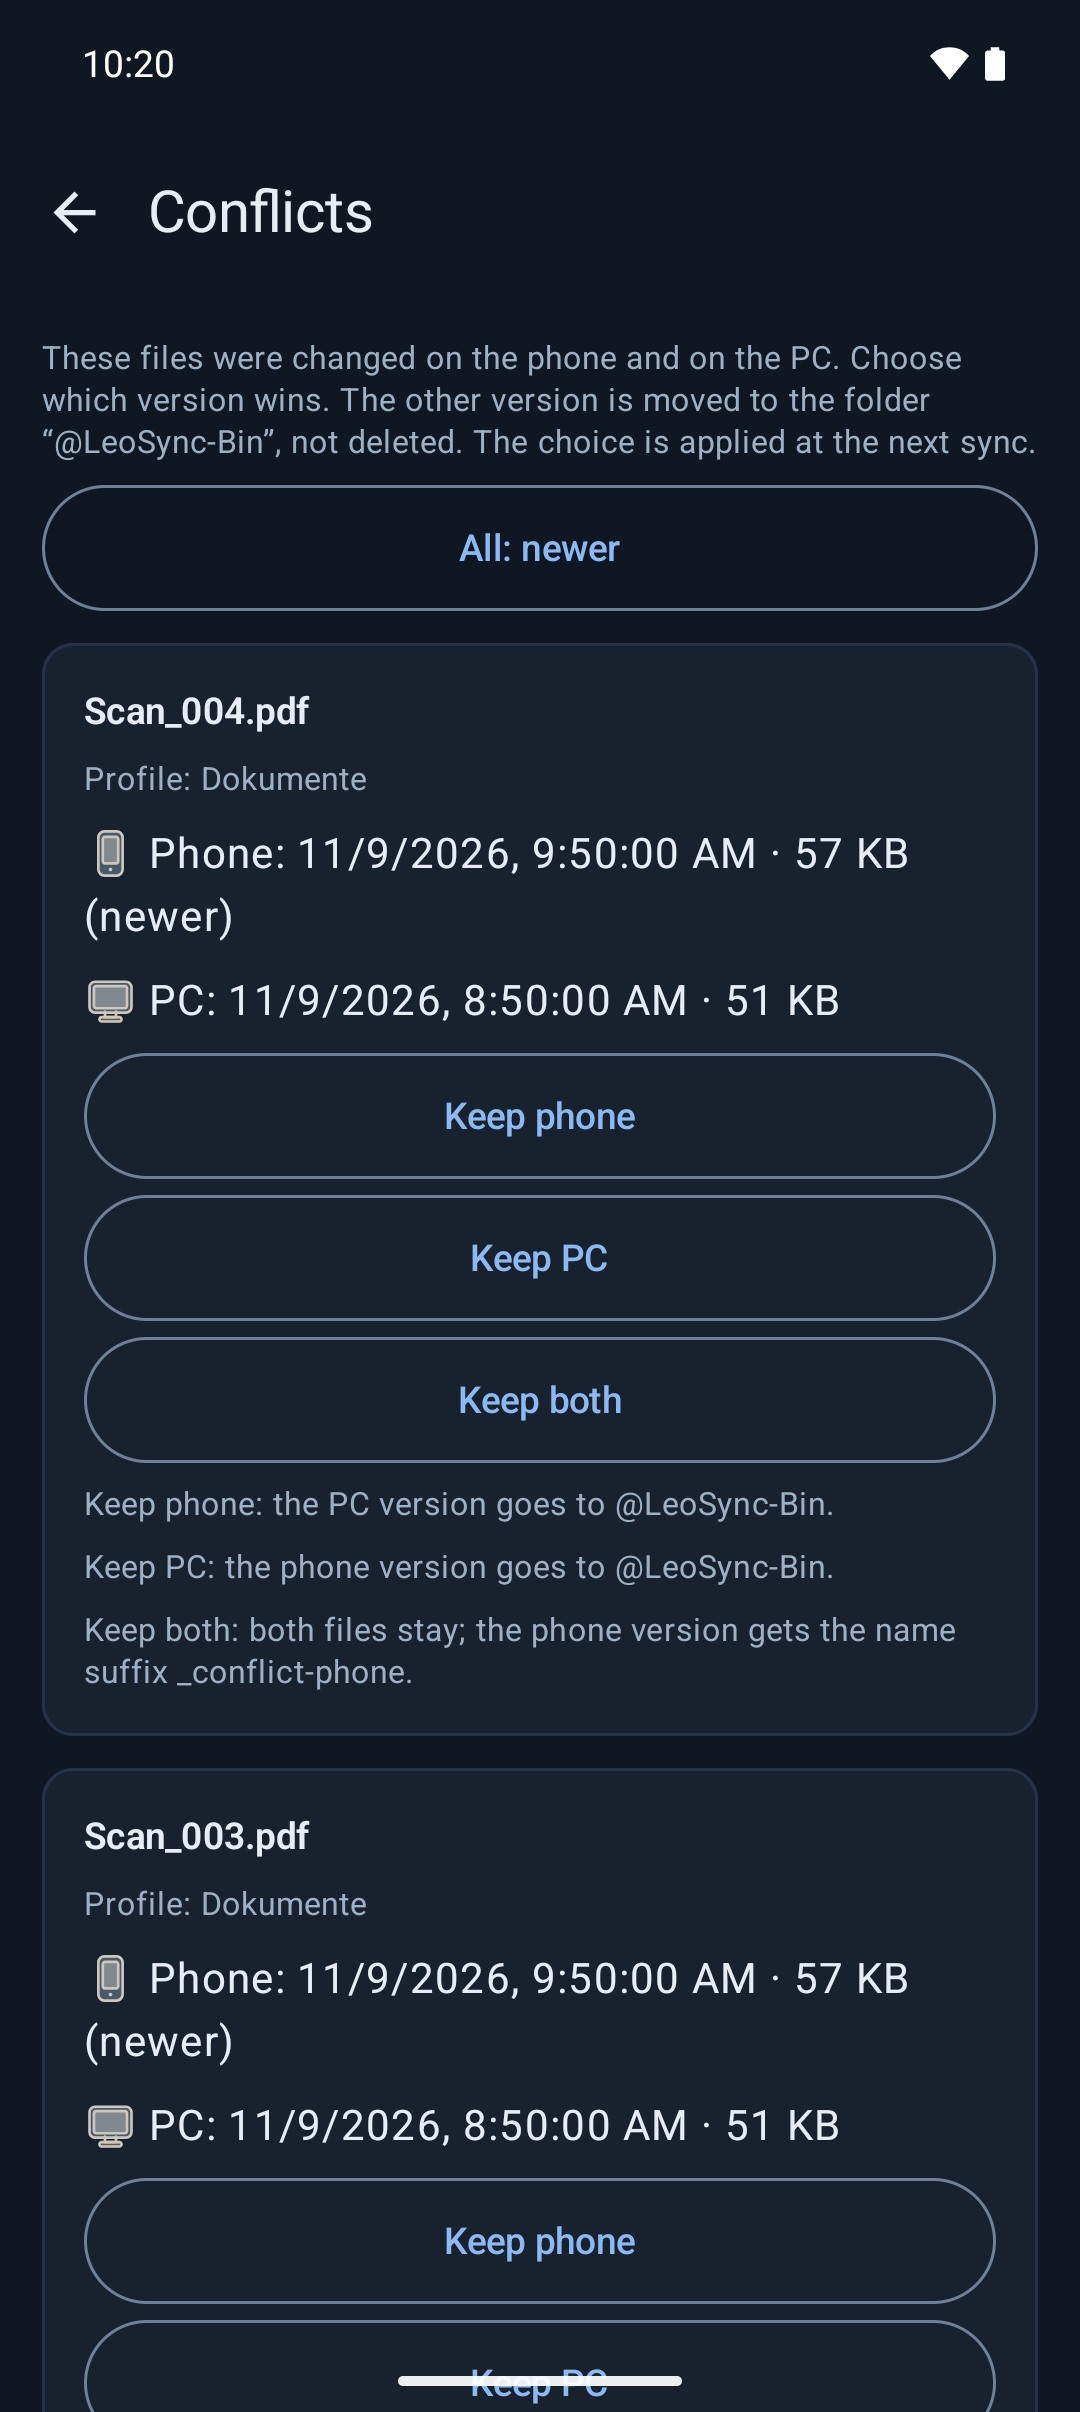 10:20
Conflicts
These files were changed on the phone and on the PC. Choose
which version wins. The other version is moved to the folder
“@LeoSync-Bin”, not deleted. The choice is applied at the next sync.
All: newer
Scan_004.pdf
Profile: Dokumente
Phone: 11/9/2026, 9:50:00 AM · 57 KB
(newer)
PC: 11/9/2026, 8:50:00 AM · 51 KB
Keep phone
Keep PC
Keep both
Keep phone: the PC version goes to @LeoSync-Bin.
Keep PC: the phone version goes to @LeoSync-Bin.
Keep both: both files stay; the phone version gets the name
suffix _conflict-phone.
Scan_003.pdf
Profile: Dokumente
Phone: 11/9/2026, 9:50:00 AM · 57 KB
(newer)
PC: 11/9/2026, 8:50:00 AM · 51 KB
Keep phone
Keep PC